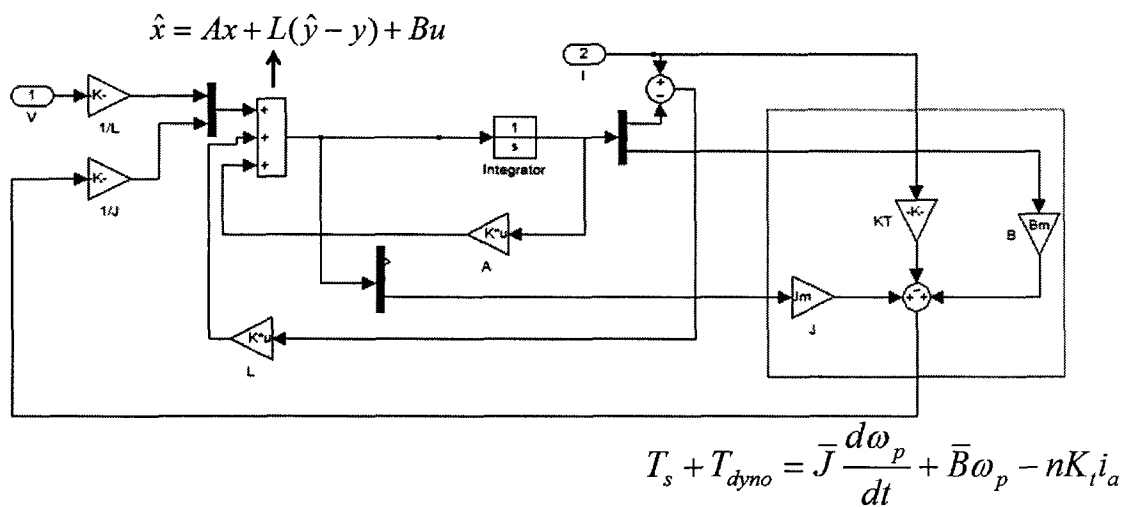 x̂ = Ax + L(ŷ − y) + Bu
2
I
1
V
K-
1/L
+
+
+
1
s
Integrator
+
−
K-
1/J
KT
-K-
B
Bm
K*u
A
Jm
J
+ − +
K*u
L
T_s + T_dyno = J̄ dω_p/dt + B̄ω_p − nK_t i_a